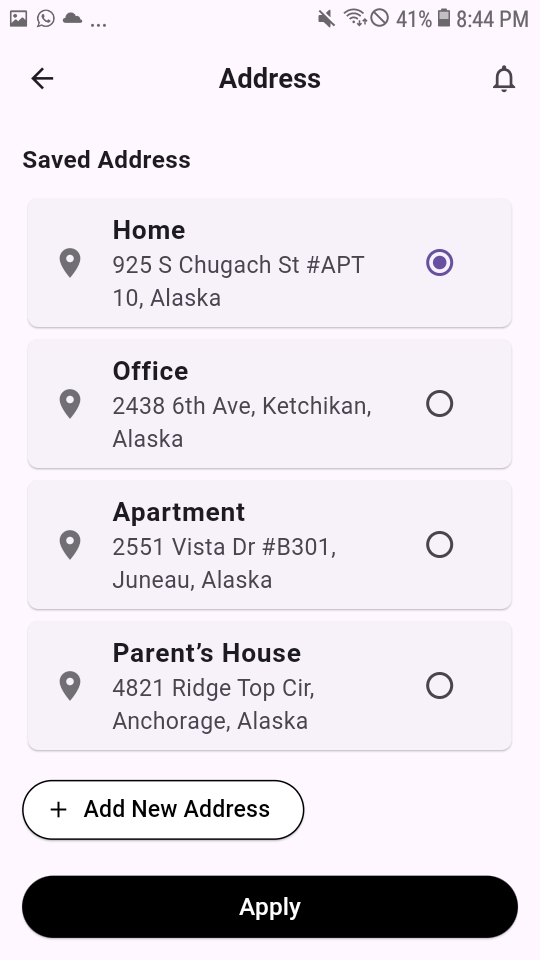 ... 41% 8:44 PM
Address
Saved Address
Home
925 S Chugach St #APT
10, Alaska
Office
2438 6th Ave, Ketchikan,
Alaska
Apartment
2551 Vista Dr #B301,
Juneau, Alaska
Parent’s House
4821 Ridge Top Cir,
Anchorage, Alaska
+ Add New Address
Apply